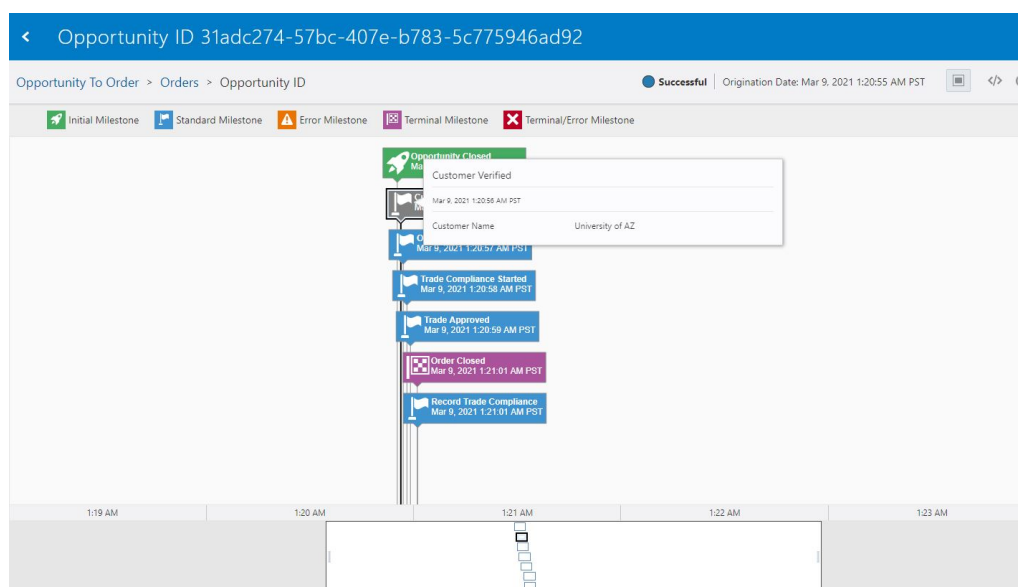 Opportunity ID 31adc274-57bc-407e-b783-5c775946ad92
Opportunity To Order > Orders > Opportunity ID
Successful
Origination Date: Mar 9, 2021 1:20:55 AM PST
Initial Milestone
Standard Milestone
Error Milestone
Terminal Milestone
Terminal/Error Milestone
Opportunity Closed
Customer Verified
Mar 9, 2021 1:20:56 AM PST
Customer Name University of AZ
Mar 9, 2021 1:20:57 AM PST
Trade Compliance Started
Mar 9, 2021 1:20:58 AM PST
Trade Approved
Mar 9, 2021 1:20:59 AM PST
Order Closed
Mar 9, 2021 1:21:01 AM PST
Record Trade Compliance
Mar 9, 2021 1:21:01 AM PST
1:19 AM
1:20 AM
1:21 AM
1:22 AM
1:23 AM